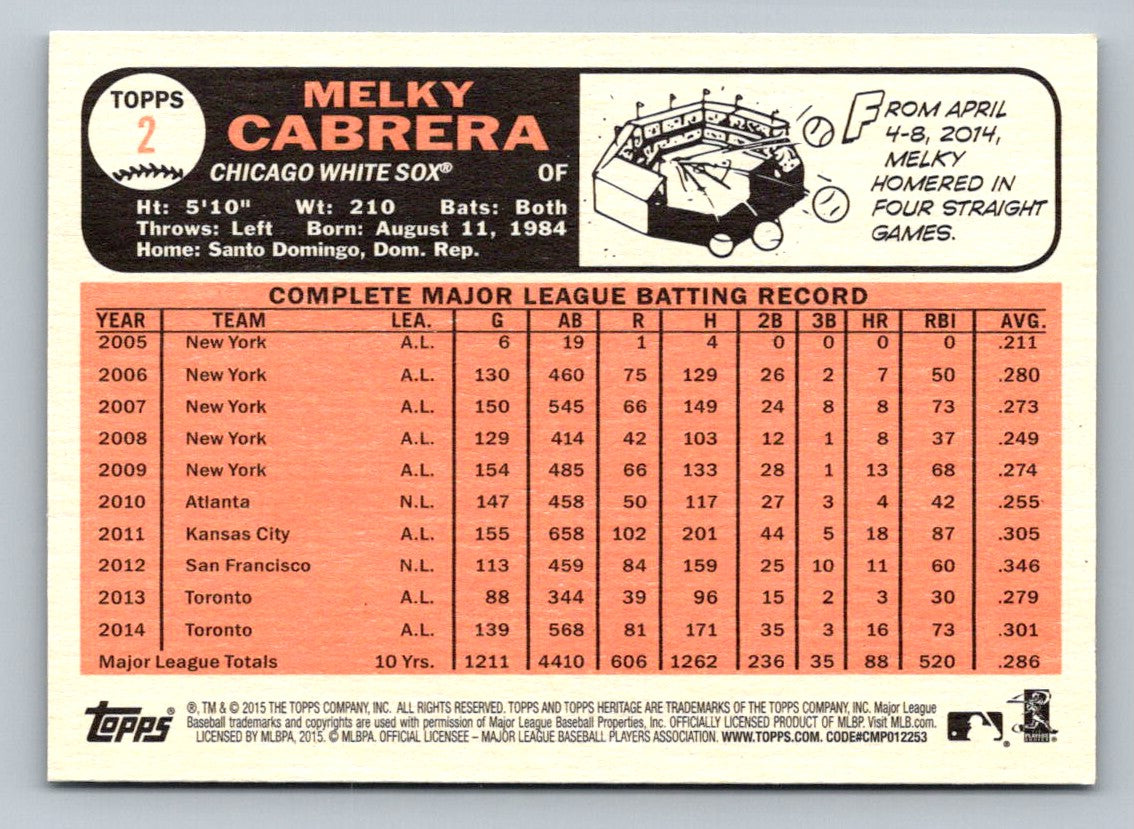 TOPPS
2
MELKY
CABRERA
CHICAGO WHITE SOX® OF
Ht: 5'10" Wt: 210 Bats: Both
Throws: Left Born: August 11, 1984
Home: Santo Domingo, Dom. Rep.
FROM APRIL
4-8, 2014,
MELKY
HOMERED IN
FOUR STRAIGHT
GAMES.
COMPLETE MAJOR LEAGUE BATTING RECORD
YEAR TEAM LEA. G AB R H 2B 3B HR RBI AVG.
2005 New York A.L. 6 19 1 4 0 0 0 0 .211
2006 New York A.L. 130 460 75 129 26 2 7 50 .280
2007 New York A.L. 150 545 66 149 24 8 8 73 .273
2008 New York A.L. 129 414 42 103 12 1 8 37 .249
2009 New York A.L. 154 485 66 133 28 1 13 68 .274
2010 Atlanta N.L. 147 458 50 117 27 3 4 42 .255
2011 Kansas City A.L. 155 658 102 201 44 5 18 87 .305
2012 San Francisco N.L. 113 459 84 159 25 10 11 60 .346
2013 Toronto A.L. 88 344 39 96 15 2 3 30 .279
2014 Toronto A.L. 139 568 81 171 35 3 16 73 .301
Major League Totals 10 Yrs. 1211 4410 606 1262 236 35 88 520 .286
TOPPS®
®, TM & © 2015 THE TOPPS COMPANY, INC. ALL RIGHTS RESERVED. TOPPS AND TOPPS HERITAGE ARE TRADEMARKS OF THE TOPPS COMPANY, INC. Major League
Baseball trademarks and copyrights are used with permission of Major League Baseball Properties, Inc. OFFICIALLY LICENSED PRODUCT OF MLBP. Visit MLB.com.
LICENSED BY MLBPA, 2015. © MLBPA. OFFICIAL LICENSEE – MAJOR LEAGUE BASEBALL PLAYERS ASSOCIATION. WWW.TOPPS.COM. CODE#CMP012253